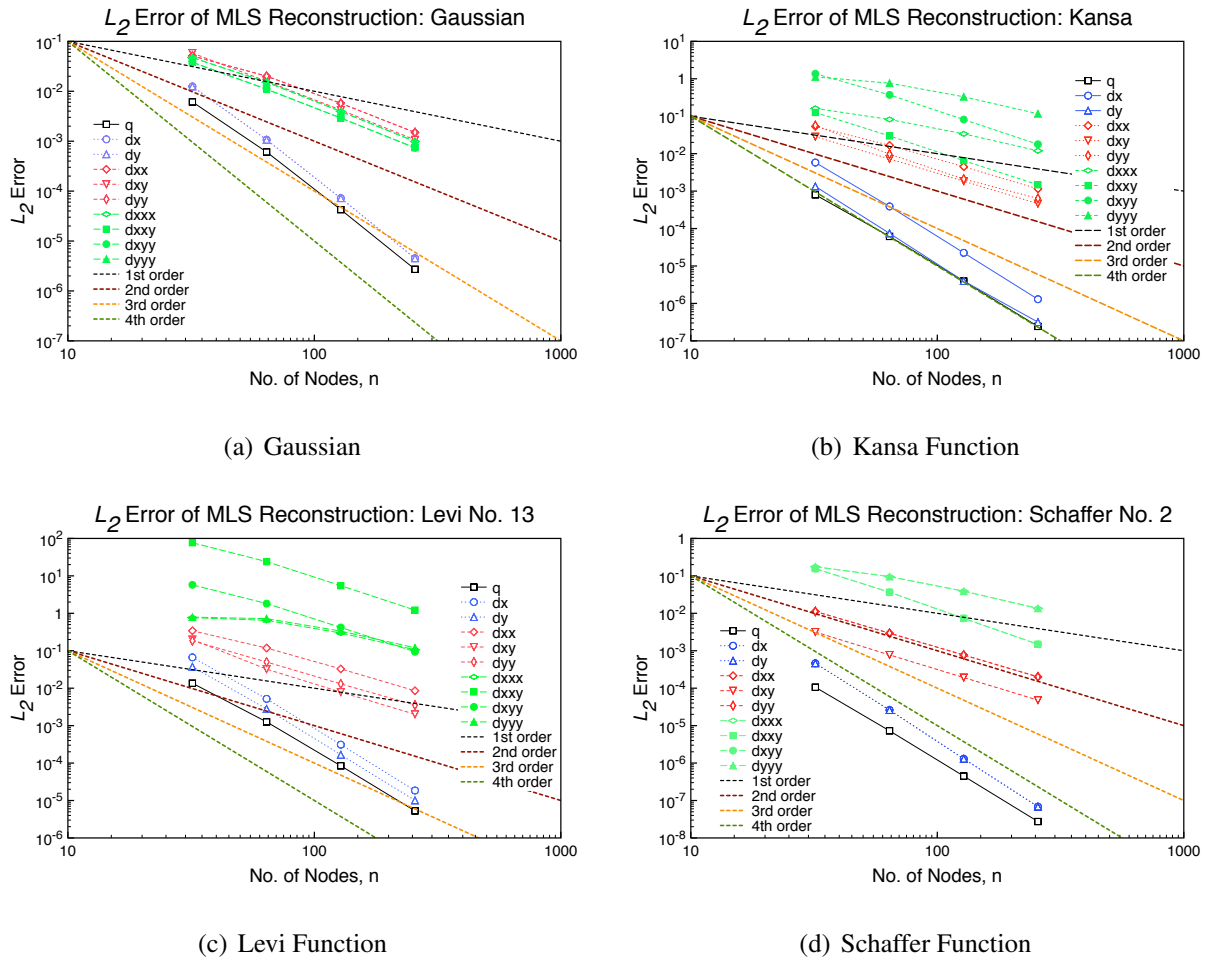 L2 Error of MLS Reconstruction: Gaussian
L2 Error
10^-1
10^-2
10^-3
10^-4
10^-5
10^-6
10^-7
10
100
1000
No. of Nodes, n
q
dx
dy
dxx
dxy
dyy
dxxx
dxxy
dxyy
dyyy
1st order
2nd order
3rd order
4th order
(a) Gaussian
L2 Error of MLS Reconstruction: Kansa
L2 Error
10^1
1
10^-1
10^-2
10^-3
10^-4
10^-5
10^-6
10^-7
10
100
1000
No. of Nodes, n
q
dx
dy
dxx
dxy
dyy
dxxx
dxxy
dxyy
dyyy
1st order
2nd order
3rd order
4th order
(b) Kansa Function
L2 Error of MLS Reconstruction: Levi No. 13
L2 Error
10^2
10^1
1
10^-1
10^-2
10^-3
10^-4
10^-5
10^-6
10
100
1000
No. of Nodes, n
q
dx
dy
dxx
dxy
dyy
dxxx
dxxy
dxyy
dyyy
1st order
2nd order
3rd order
4th order
(c) Levi Function
L2 Error of MLS Reconstruction: Schaffer No. 2
L2 Error
1
10^-1
10^-2
10^-3
10^-4
10^-5
10^-6
10^-7
10^-8
10
100
1000
No. of Nodes, n
q
dx
dy
dxx
dxy
dyy
dxxx
dxxy
dxyy
dyyy
1st order
2nd order
3rd order
4th order
(d) Schaffer Function